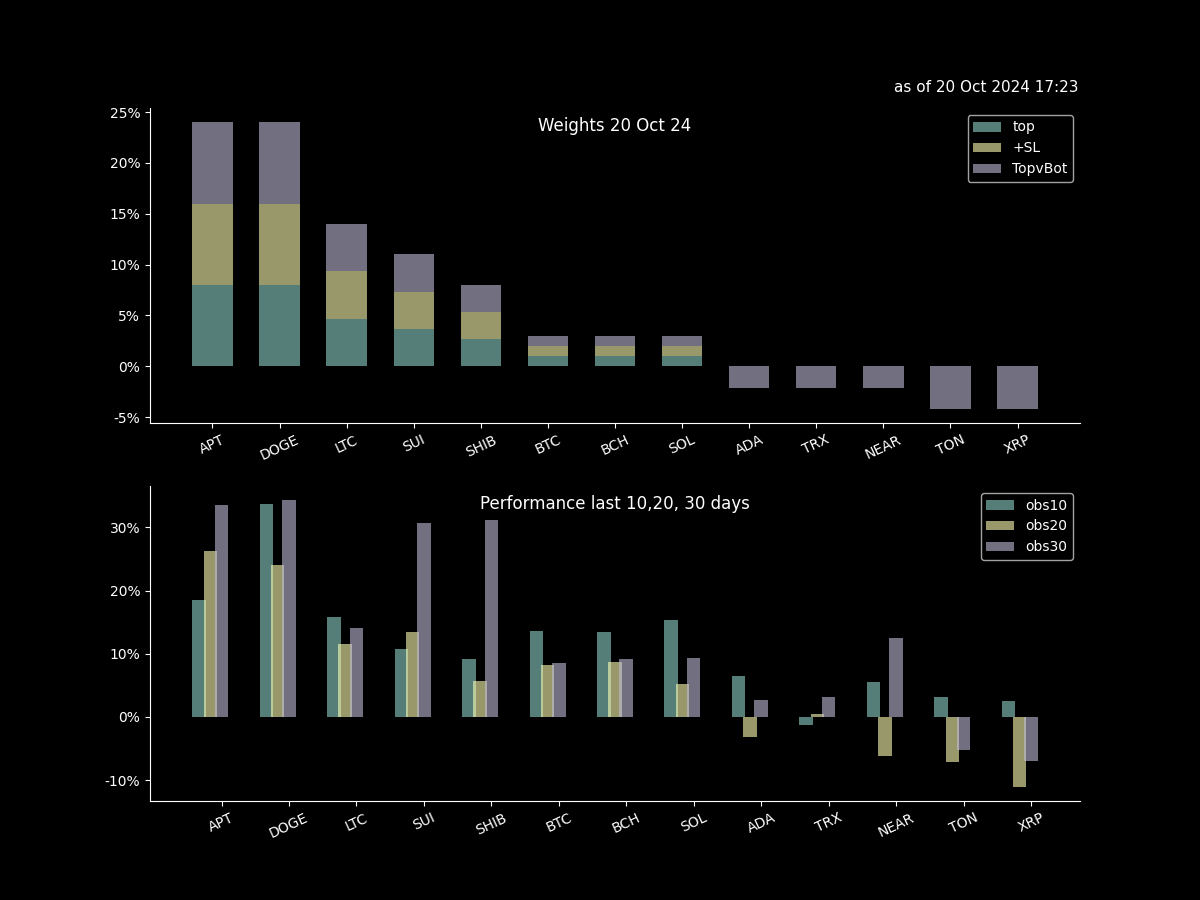 as of 20 Oct 2024 17:23
Weights 20 Oct 24
top
+SL
TopvBot
25%
20%
15%
10%
5%
0%
-5%
APT DOGE LTC SUI SHIB BTC BCH SOL ADA TRX NEAR TON XRP
Performance last 10,20, 30 days
obs10
obs20
obs30
30%
20%
10%
0%
-10%
APT DOGE LTC SUI SHIB BTC BCH SOL ADA TRX NEAR TON XRP